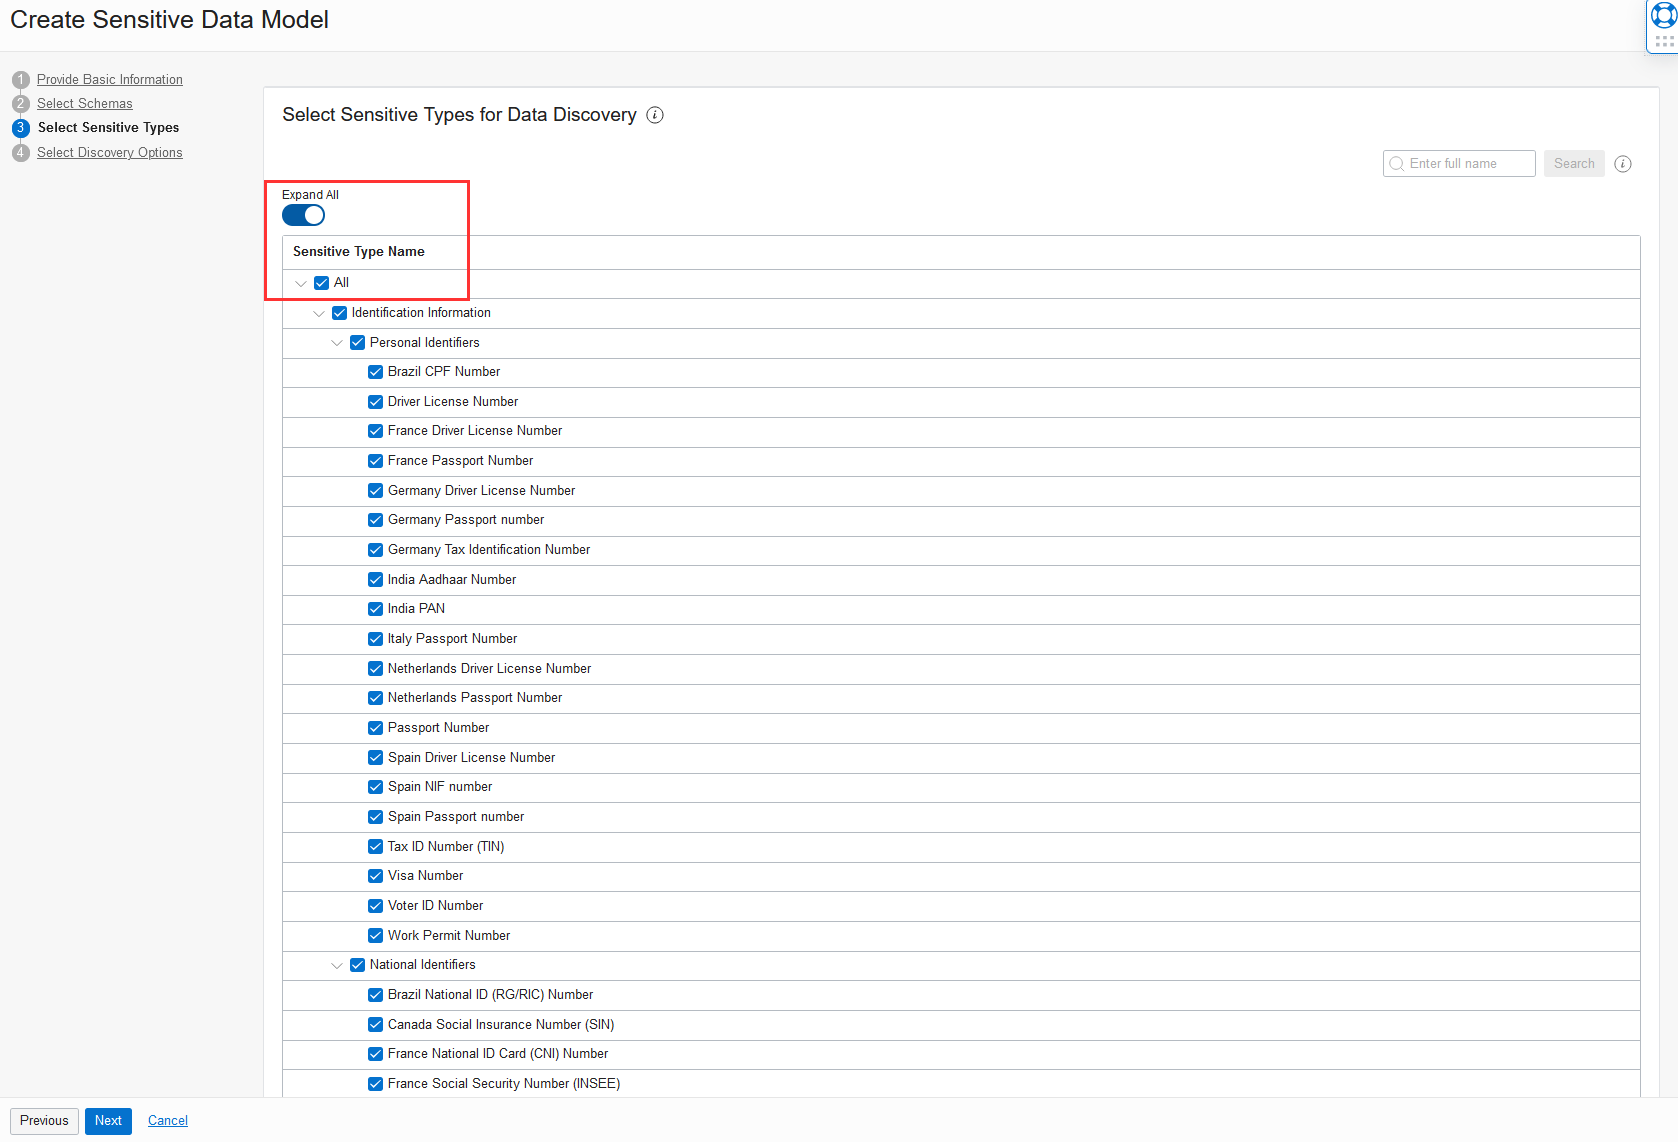 Create Sensitive Data Model
1 Provide Basic Information
2 Select Schemas
3 Select Sensitive Types
4 Select Discovery Options
Select Sensitive Types for Data Discovery i
Enter full name Search i
Expand All
Sensitive Type Name
All
Identification Information
Personal Identifiers
Brazil CPF Number
Driver License Number
France Driver License Number
France Passport Number
Germany Driver License Number
Germany Passport number
Germany Tax Identification Number
India Aadhaar Number
India PAN
Italy Passport Number
Netherlands Driver License Number
Netherlands Passport Number
Passport Number
Spain Driver License Number
Spain NIF number
Spain Passport number
Tax ID Number (TIN)
Visa Number
Voter ID Number
Work Permit Number
National Identifiers
Brazil National ID (RG/RIC) Number
Canada Social Insurance Number (SIN)
France National ID Card (CNI) Number
France Social Security Number (INSEE)
Previous Next Cancel